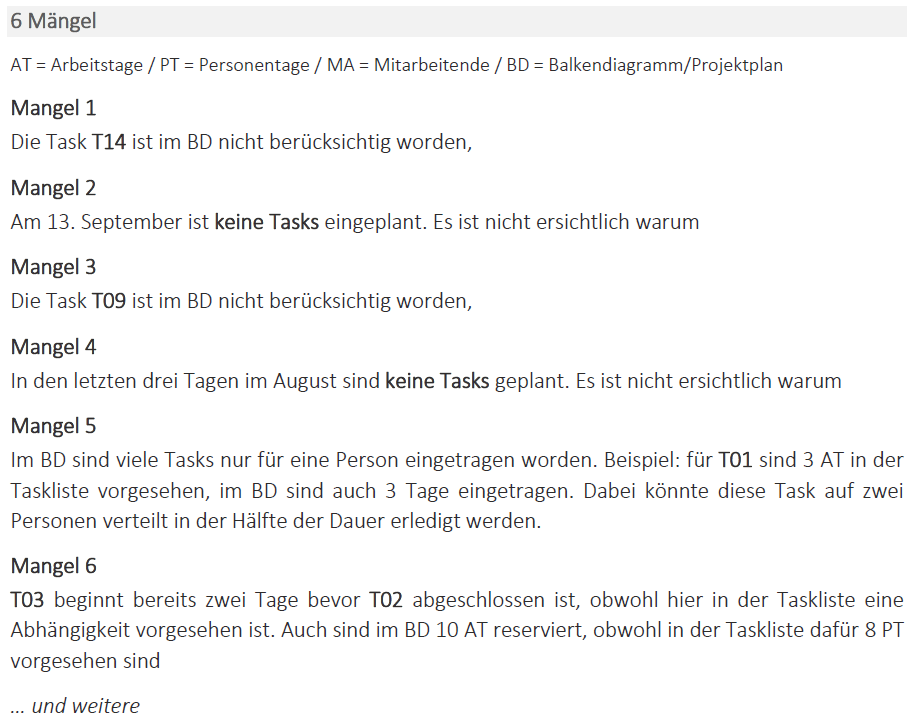 6 Mängel
AT = Arbeitstage / PT = Personentage / MA = Mitarbeitende / BD = Balkendiagramm/Projektplan
Mangel 1
Die Task T14 ist im BD nicht berücksichtig worden,
Mangel 2
Am 13. September ist keine Tasks eingeplant. Es ist nicht ersichtlich warum
Mangel 3
Die Task T09 ist im BD nicht berücksichtig worden,
Mangel 4
In den letzten drei Tagen im August sind keine Tasks geplant. Es ist nicht ersichtlich warum
Mangel 5
Im BD sind viele Tasks nur für eine Person eingetragen worden. Beispiel: für T01 sind 3 AT in der
Taskliste vorgesehen, im BD sind auch 3 Tage eingetragen. Dabei könnte diese Task auf zwei
Personen verteilt in der Hälfte der Dauer erledigt werden.
Mangel 6
T03 beginnt bereits zwei Tage bevor T02 abgeschlossen ist, obwohl hier in der Taskliste eine
Abhängigkeit vorgesehen ist. Auch sind im BD 10 AT reserviert, obwohl in der Taskliste dafür 8 PT
vorgesehen sind
... und weitere